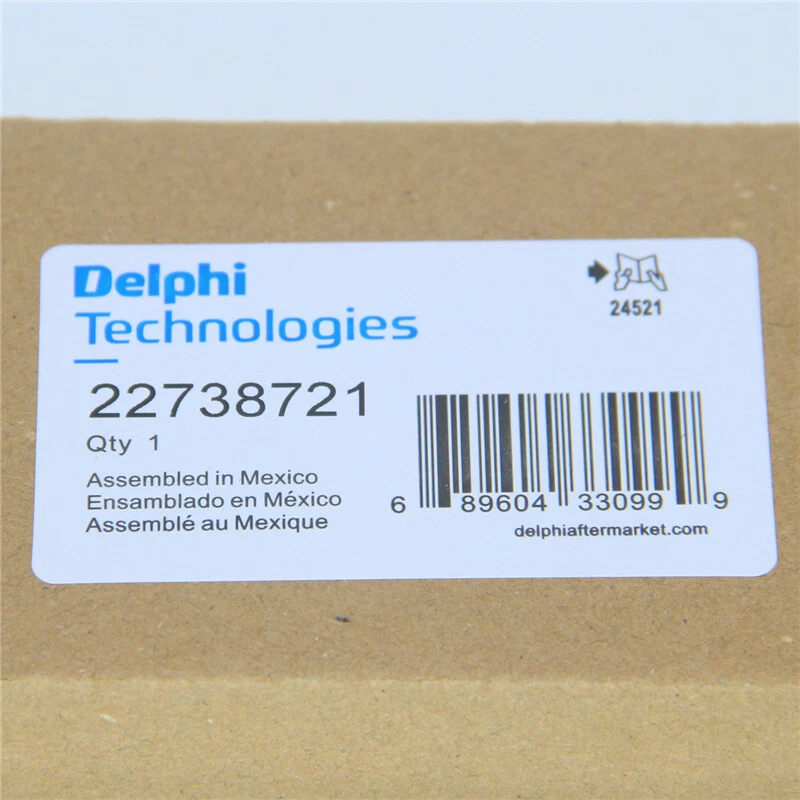 Delphi
Technologies
24521
22738721
Qty 1
Assembled in Mexico
Ensamblado en México
Assemblé au Mexique
6 89604 33099 9
delphiaftermarket.com